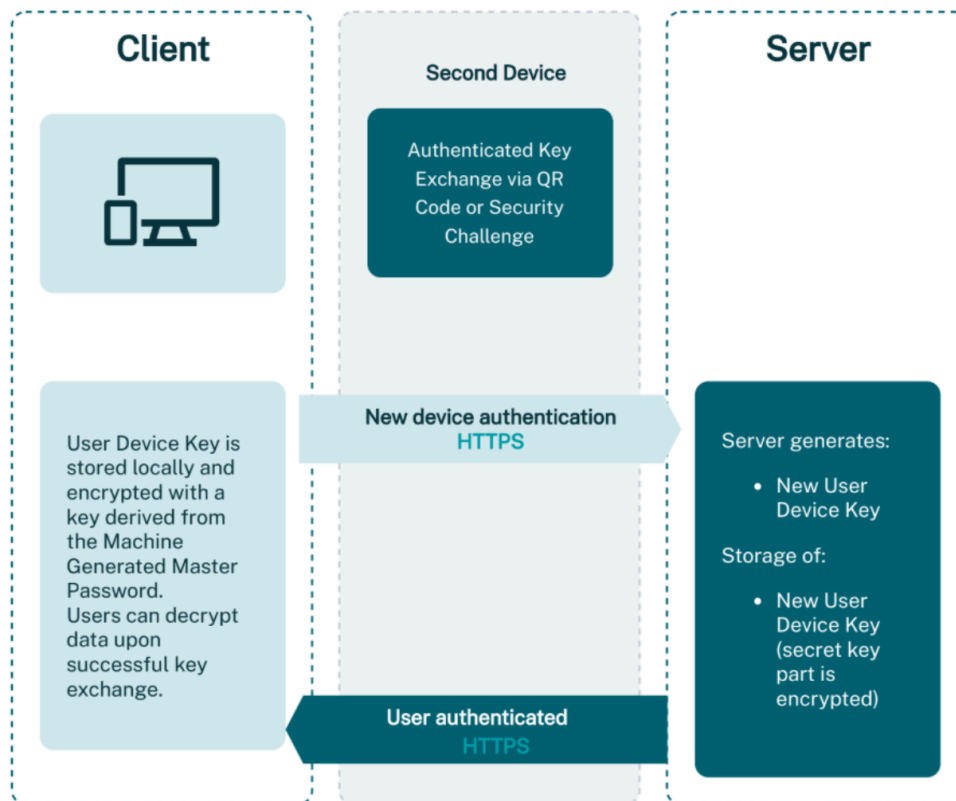 Client
Second Device
Server
Authenticated Key
Exchange via QR
Code or Security
Challenge
New device authentication
HTTPS
User Device Key is
stored locally and
encrypted with a
key derived from
the Machine
Generated Master
Password.
Users can decrypt
data upon
successful key
exchange.
Server generates:
• New User
Device Key
Storage of:
• New User
Device Key
(secret key
part is
encrypted)
User authenticated
HTTPS